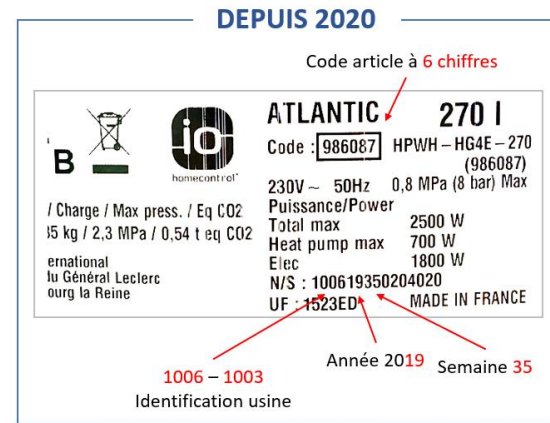 DEPUIS 2020
Code article à 6 chiffres
ATLANTIC 270 l
Code : 986087 HPWH-HG4E-270
(986087)
io
homecontrol
B
230V~ 50Hz 0,8 MPa (8 bar) Max
Puissance/Power
Total max 2500 W
Heat pump max 700 W
Elec 1800 W
N/S : 100619350204020
UF : 1523ED MADE IN FRANCE
/ Charge / Max press. / Eq CO2
35 kg / 2,3 MPa / 0,54 t eq CO2
ernational
du Général Leclerc
ourg la Reine
1006 – 1003
Identification usine
Année 2019
Semaine 35